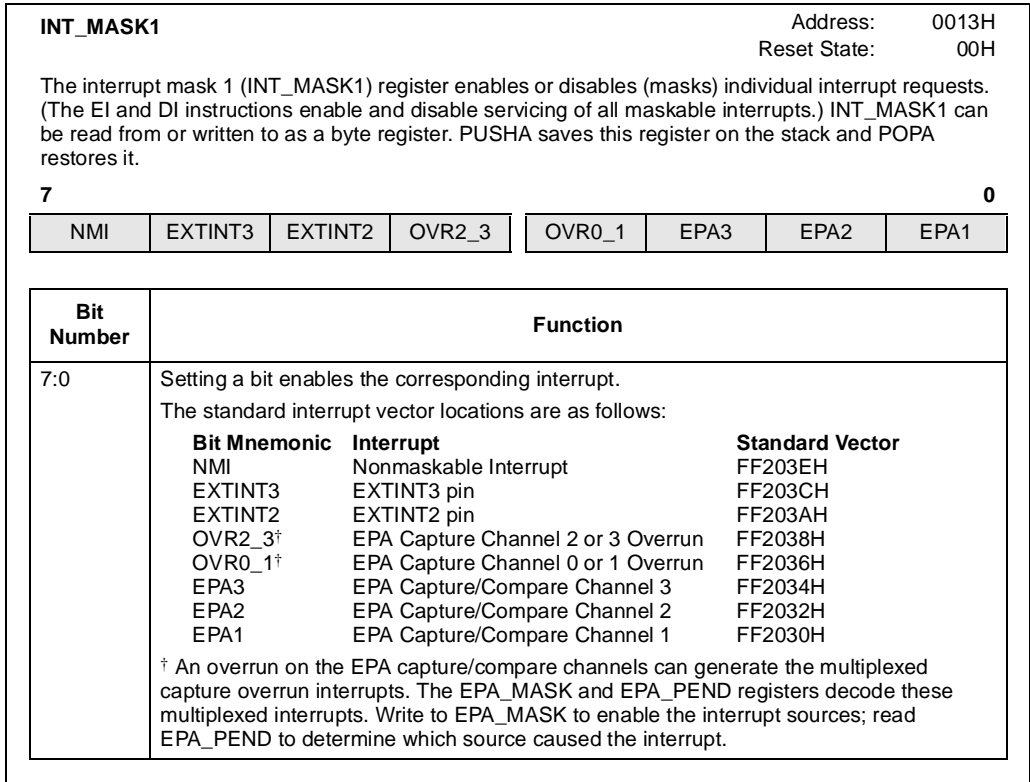 INT_MASK1 Address: 0013H
Reset State: 00H
The interrupt mask 1 (INT_MASK1) register enables or disables (masks) individual interrupt requests.
(The EI and DI instructions enable and disable servicing of all maskable interrupts.) INT_MASK1 can
be read from or written to as a byte register. PUSHA saves this register on the stack and POPA
restores it.
7 0
NMI EXTINT3 EXTINT2 OVR2_3 OVR0_1 EPA3 EPA2 EPA1
Bit
Number Function
7:0 Setting a bit enables the corresponding interrupt.
The standard interrupt vector locations are as follows:
Bit Mnemonic Interrupt Standard Vector
NMI Nonmaskable Interrupt FF203EH
EXTINT3 EXTINT3 pin FF203CH
EXTINT2 EXTINT2 pin FF203AH
OVR2_3† EPA Capture Channel 2 or 3 Overrun FF2038H
OVR0_1† EPA Capture Channel 0 or 1 Overrun FF2036H
EPA3 EPA Capture/Compare Channel 3 FF2034H
EPA2 EPA Capture/Compare Channel 2 FF2032H
EPA1 EPA Capture/Compare Channel 1 FF2030H
† An overrun on the EPA capture/compare channels can generate the multiplexed
capture overrun interrupts. The EPA_MASK and EPA_PEND registers decode these
multiplexed interrupts. Write to EPA_MASK to enable the interrupt sources; read
EPA_PEND to determine which source caused the interrupt.